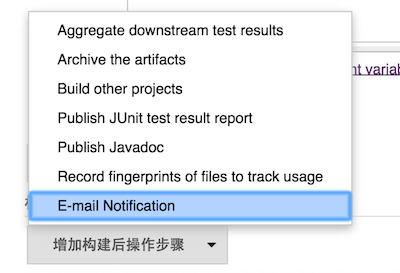 Aggregate downstream test results
Archive the artifacts
nt variab
Build other projects
Publish JUnit test result report
Publish Javadoc
Record fingerprints of files to track usage
E-mail Notification
增加构建后操作步骤